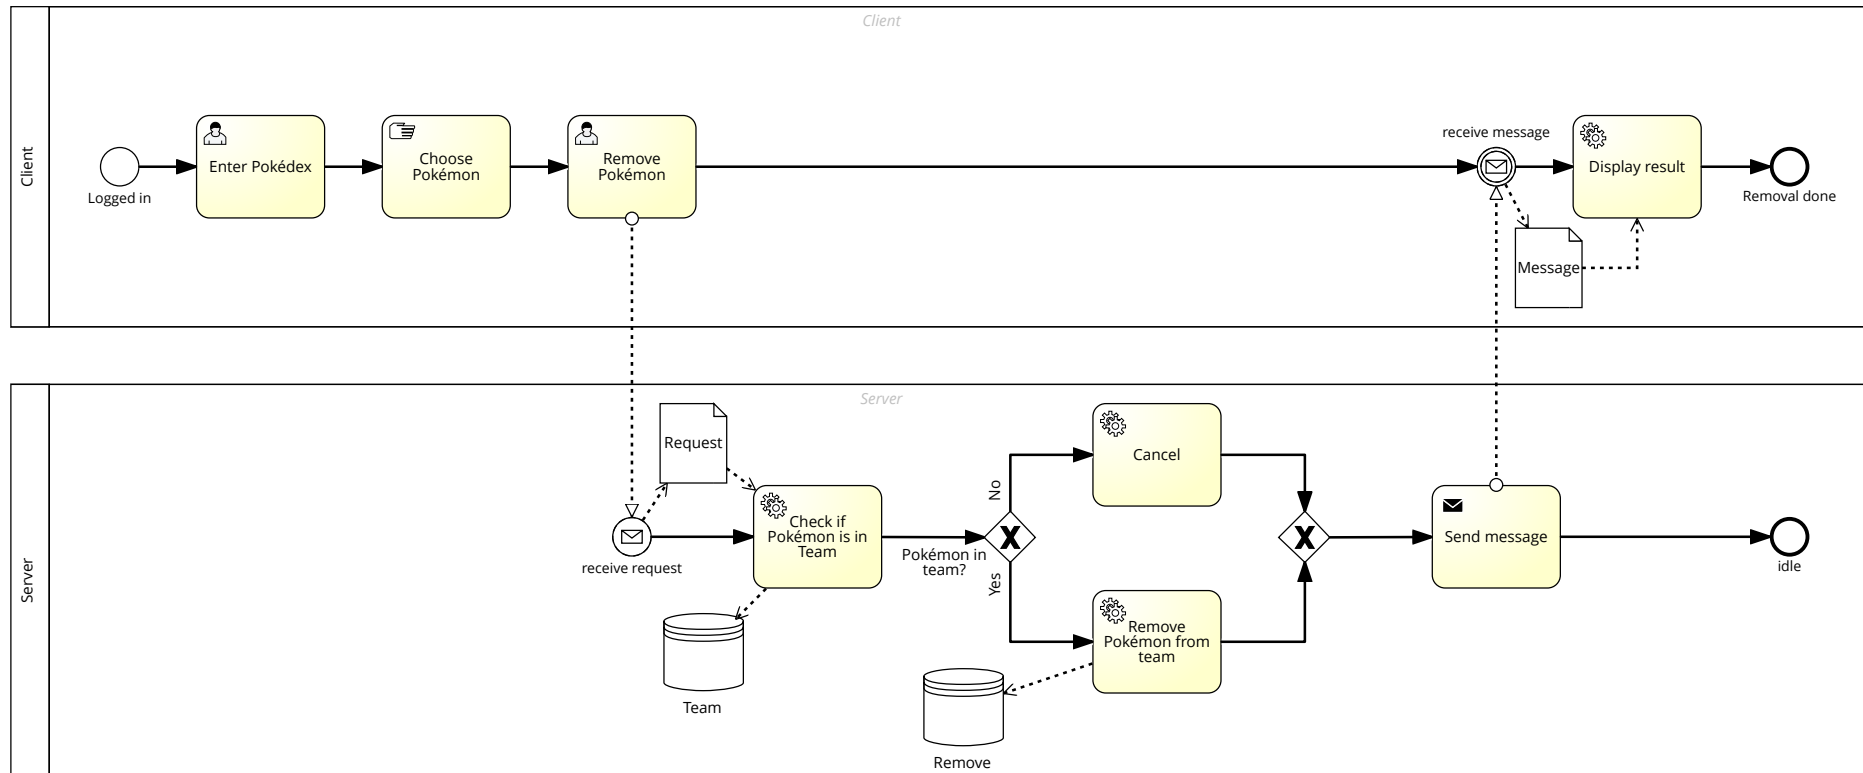 Client
Client
Logged in
Enter Pokédex
Choose
Pokémon
Remove
Pokémon
receive message
Display result
Removal done
Message
Server
Server
Request
receive request
Check if
Pokémon is in
Team
Team
Pokémon in
team?
No
Yes
Cancel
Remove
Pokémon from
team
Remove
Send message
idle